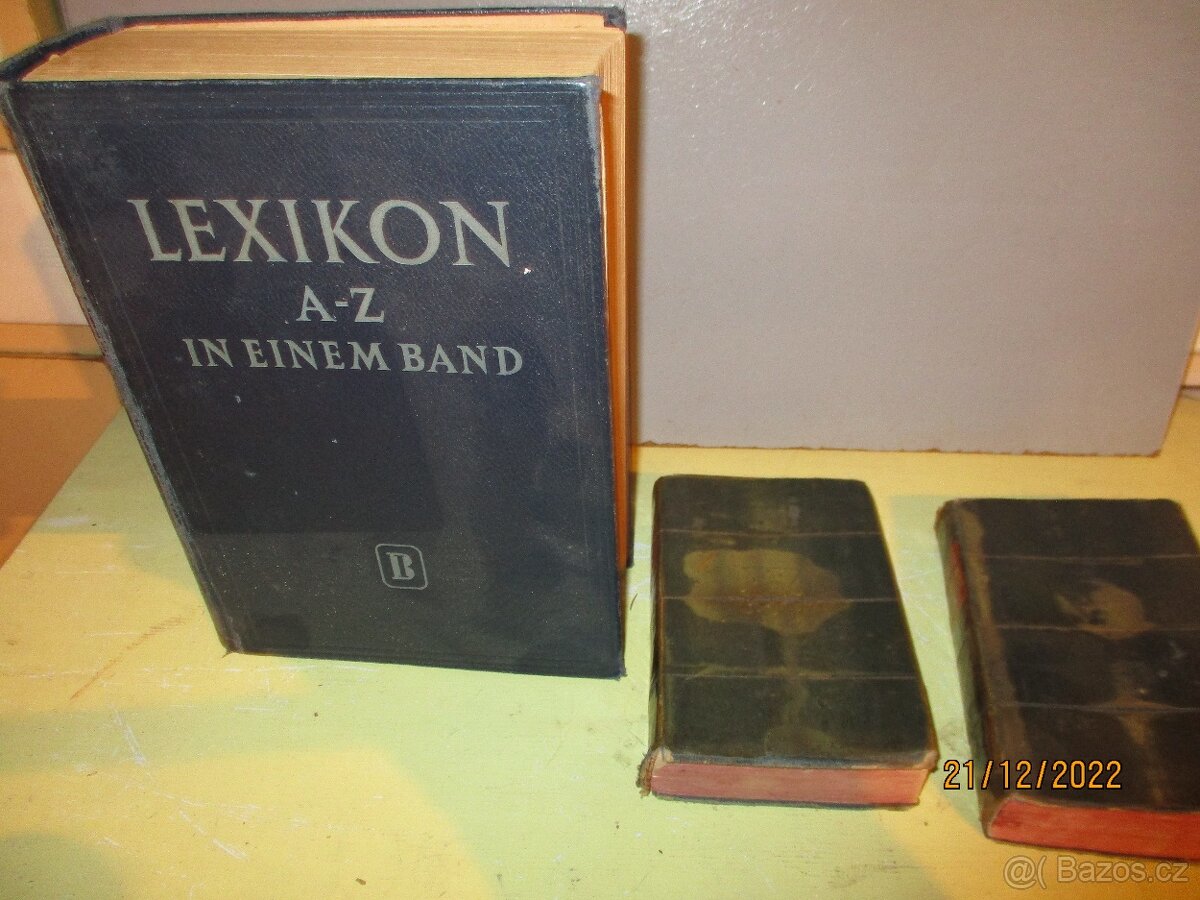 LEXIKON
A-Z
IN EINEM BAND
B
21/12/2022
@( Bazos.cz